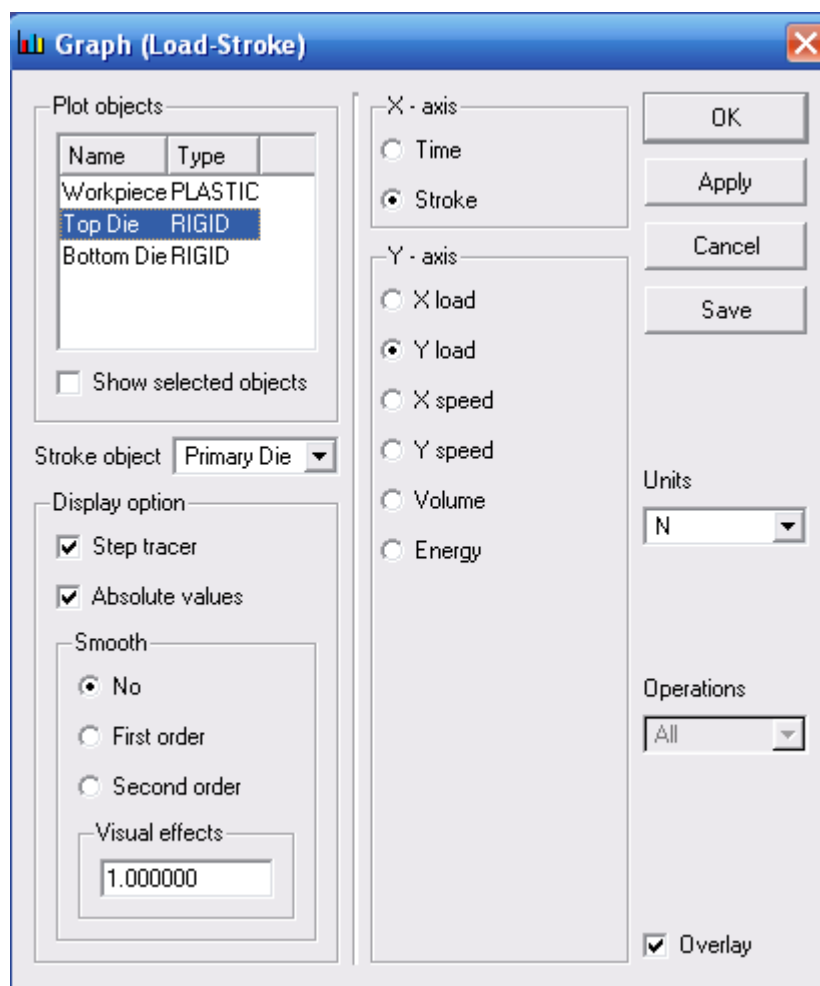 Graph (Load-Stroke)
Plot objects
Name Type
Workpiece PLASTIC
Top Die RIGID
Bottom Die RIGID
Show selected objects
Stroke object Primary Die
Display option
Step tracer
Absolute values
Smooth
No
First order
Second order
Visual effects
1.000000
X - axis
Time
Stroke
Y - axis
X load
Y load
X speed
Y speed
Volume
Energy
OK
Apply
Cancel
Save
Units
N
Operations
All
Overlay